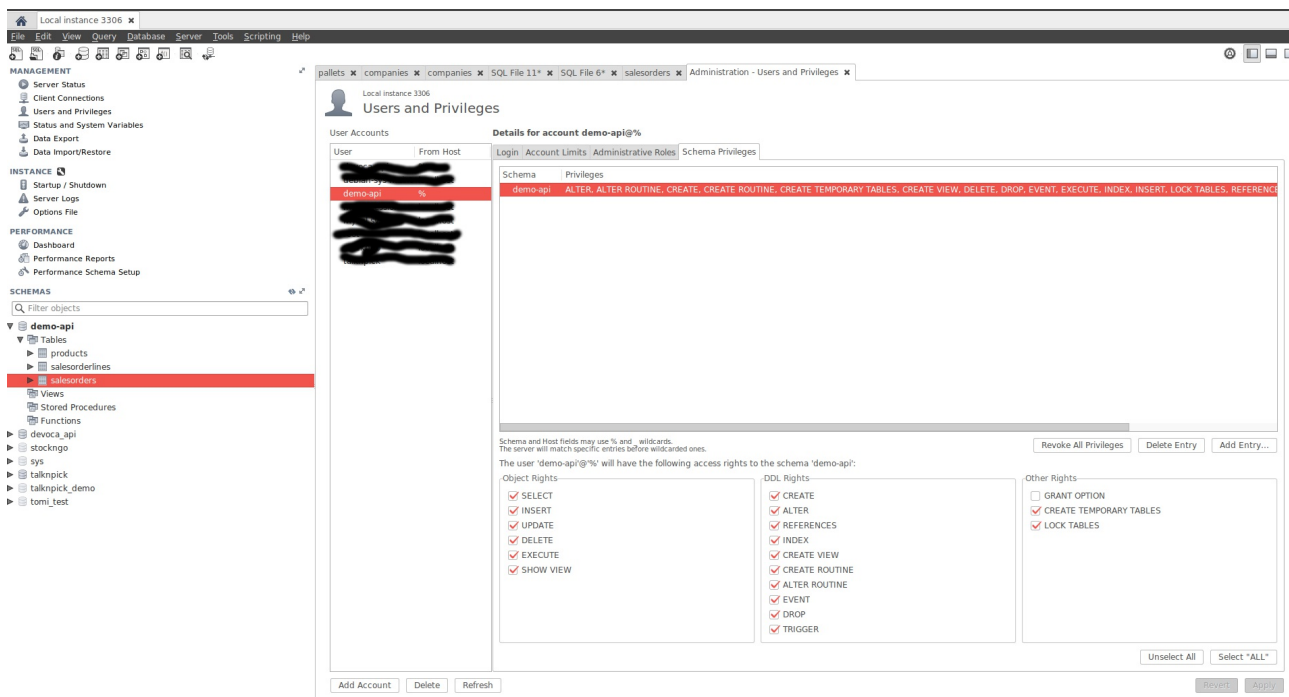 Local instance 3306
File Edit View Query Database Server Tools Scripting Help
MANAGEMENT
Server Status
Client Connections
Users and Privileges
Status and System Variables
Data Export
Data Import/Restore
INSTANCE
Startup / Shutdown
Server Logs
Options File
PERFORMANCE
Dashboard
Performance Reports
Performance Schema Setup
SCHEMAS
Filter objects
demo-api
Tables
products
salesorderlines
salesorders
Views
Stored Procedures
Functions
devoca_api
stockngo
sys
talknpick
talknpick_demo
tomi_test
pallets companies companies SQL File 11* SQL File 6* salesorders Administration - Users and Privileges
Local instance 3306
Users and Privileges
User Accounts
User From Host
demo-api %
Details for account demo-api@%
Login Account Limits Administrative Roles Schema Privileges
Schema Privileges
demo-api ALTER, ALTER ROUTINE, CREATE, CREATE ROUTINE, CREATE TEMPORARY TABLES, CREATE VIEW, DELETE, DROP, EVENT, EXECUTE, INDEX, INSERT, LOCK TABLES, REFERENCE
Schema and Host fields may use % and _ wildcards.
The server will match specific entries before wildcarded ones.
Revoke All Privileges Delete Entry Add Entry...
The user 'demo-api'@'%' will have the following access rights to the schema 'demo-api':
Object Rights
SELECT
INSERT
UPDATE
DELETE
EXECUTE
SHOW VIEW
DDL Rights
CREATE
ALTER
REFERENCES
INDEX
CREATE VIEW
CREATE ROUTINE
ALTER ROUTINE
EVENT
DROP
TRIGGER
Other Rights
GRANT OPTION
CREATE TEMPORARY TABLES
LOCK TABLES
Unselect All Select "ALL"
Add Account Delete Refresh
Revert Apply